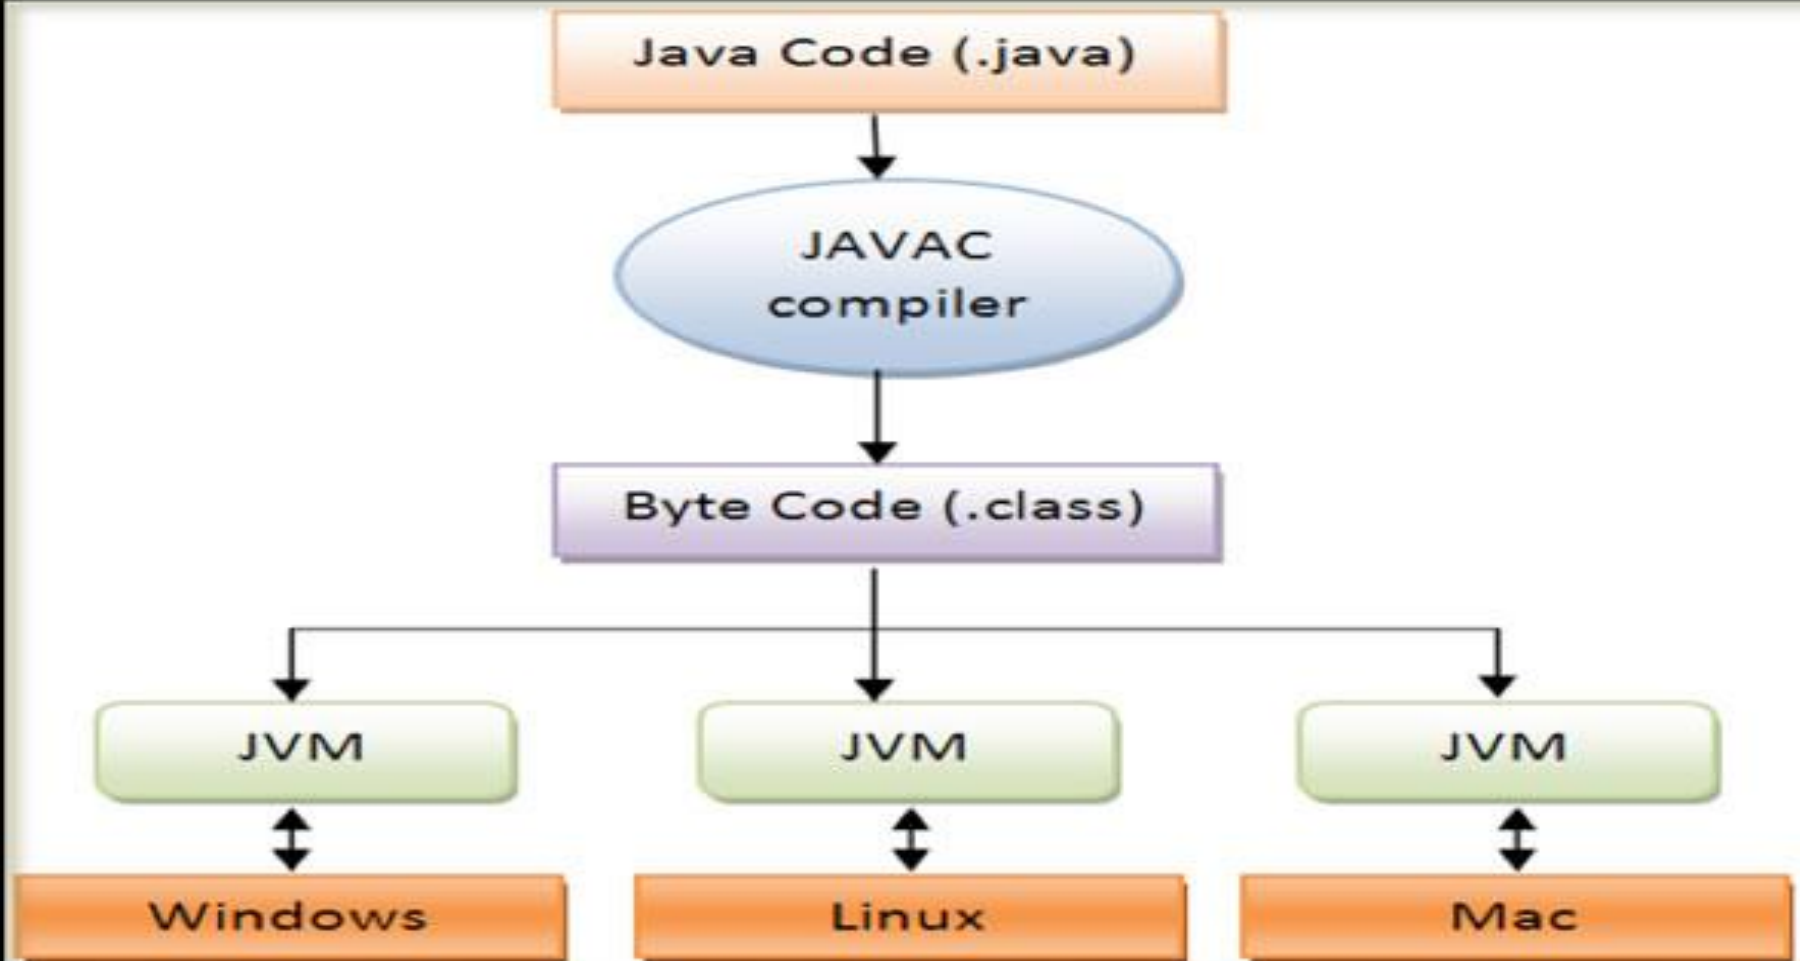 Java Code (.java)
JAVAC
compiler
Byte Code (.class)
JVM
JVM
JVM
Windows
Linux
Mac